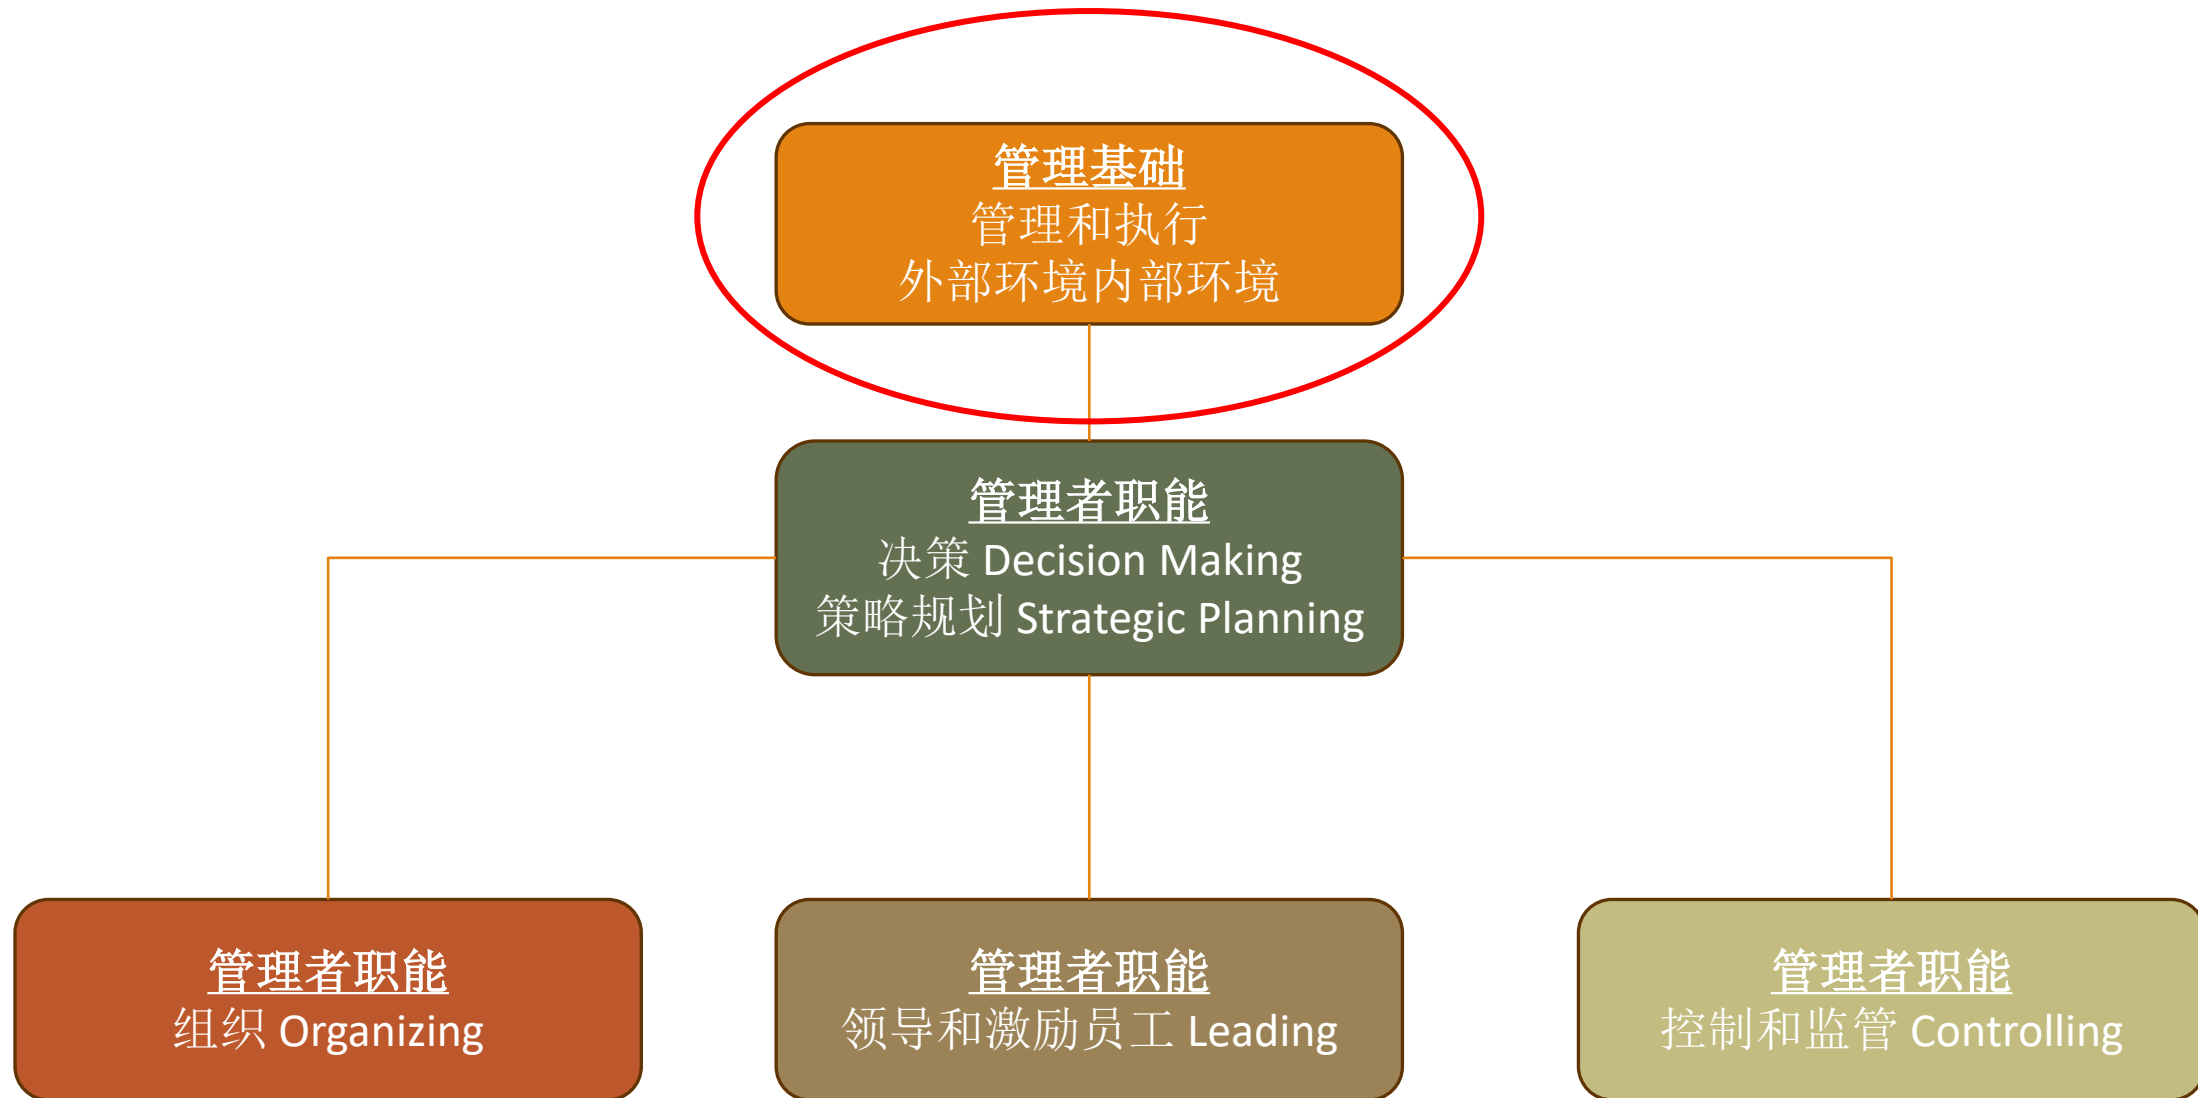 管理基础
管理和执行
外部环境内部环境
管理者职能
决策 Decision Making
策略规划 Strategic Planning
管理者职能
组织 Organizing
管理者职能
领导和激励员工 Leading
管理者职能
控制和监管 Controlling